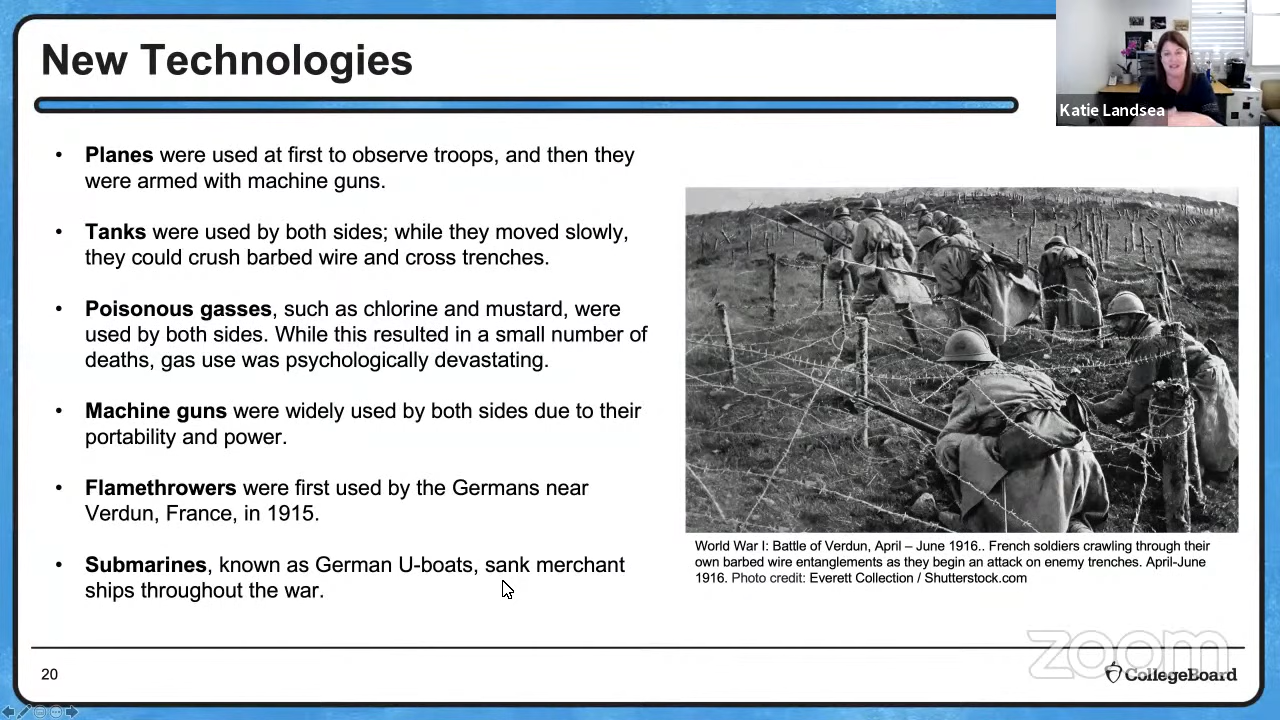 New Technologies
Katie Landsea
• Planes were used at first to observe troops, and then they
were armed with machine guns.
• Tanks were used by both sides; while they moved slowly,
they could crush barbed wire and cross trenches.
• Poisonous gasses, such as chlorine and mustard, were
used by both sides. While this resulted in a small number of
deaths, gas use was psychologically devastating.
• Machine guns were widely used by both sides due to their
portability and power.
• Flamethrowers were first used by the Germans near
Verdun, France, in 1915.
• Submarines, known as German U-boats, sank merchant
ships throughout the war.
World War I: Battle of Verdun, April – June 1916.. French soldiers crawling through their
own barbed wire entanglements as they begin an attack on enemy trenches. April-June
1916. Photo credit: Everett Collection / Shutterstock.com
zoom
20
CollegeBoard